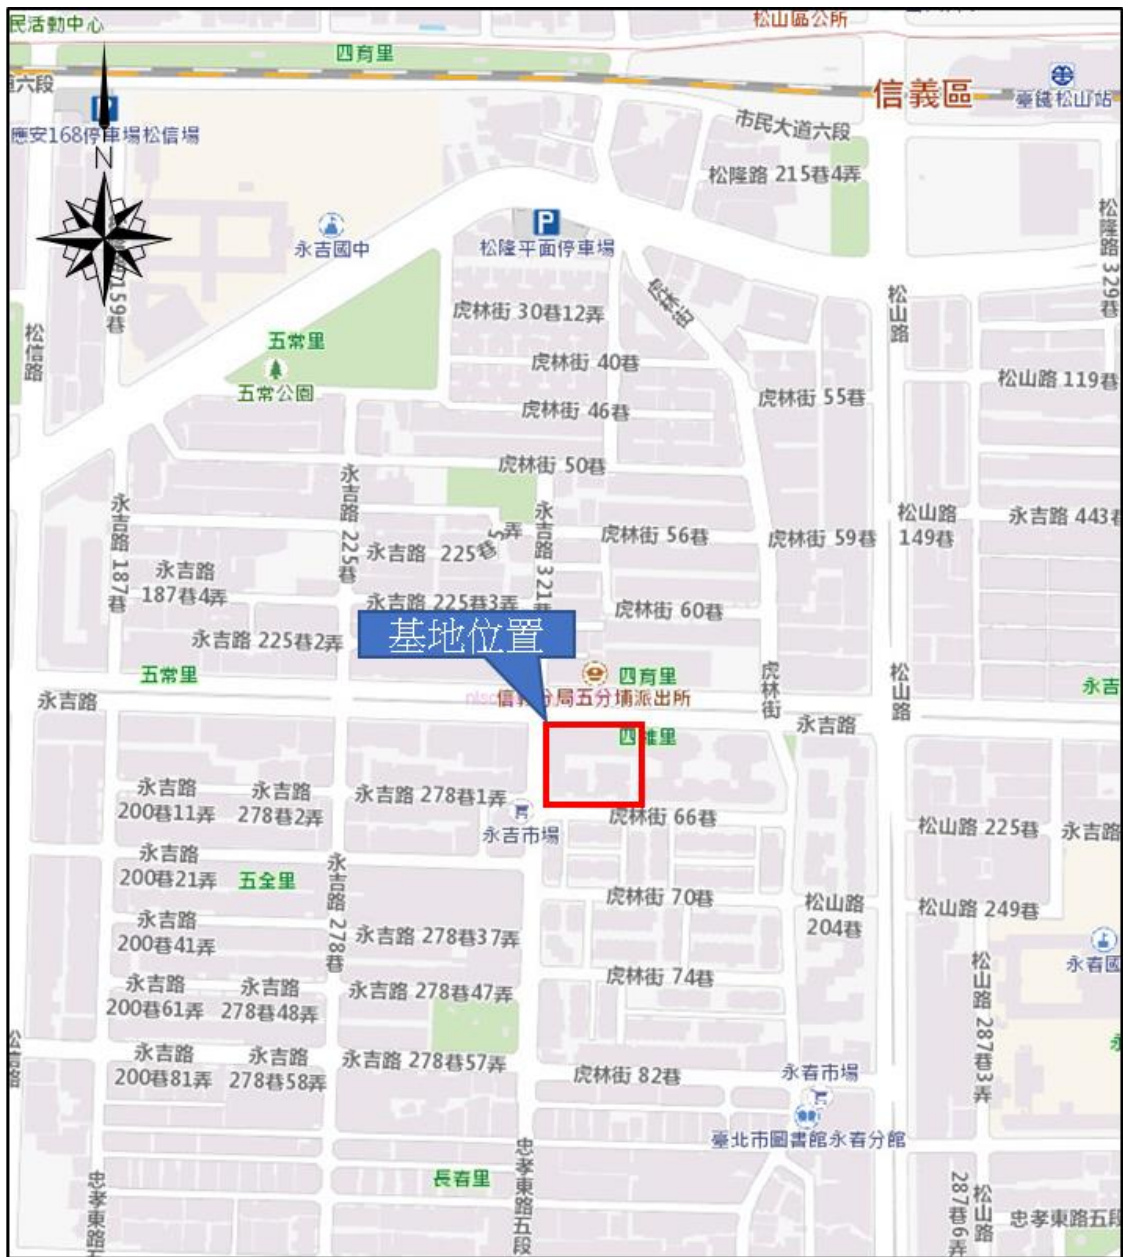 民活動中心
松山區公所
四育里
道六段
信義區
臺鐵松山站
應安168停車場松信場
市民大道六段
N
松隆路 215巷4弄
159巷
永吉國中
P
松隆平面停車場
松隆路 329巷
虎林街
松山路
虎林街 30巷12弄
松信路
五常里
虎林街 40巷
五常公園
松山路 119巷
虎林街 55巷
虎林街 46巷
虎林街 50巷
永吉路 187巷
永吉路 225巷
永吉路 225巷5弄
永吉路 321巷
虎林街 56巷
虎林街 59巷
松山路
149巷
永吉路 443巷
永吉路
187巷4弄
永吉路 225巷3弄
虎林街 60巷
永吉路 225巷2弄
基地位置
五常里
四育里
虎林街
松山路
永吉
永吉路
信義分局五分埔派出所
四維里
永吉路
永吉路
200巷11弄
永吉路
278巷2弄
永吉路 278巷1弄
永吉市場
虎林街 66巷
松山路 225巷
永吉路
永吉路
200巷21弄
五全里
永吉路 278巷
虎林街 70巷
松山路
204巷
松山路 249巷
永吉路
200巷41弄
永吉路 278巷37弄
永春國
永吉路
200巷61弄
永吉路
278巷48弄
永吉路 278巷47弄
虎林街 74巷
松山路 287巷3弄
松信路
永吉路
200巷81弄
永吉路
278巷58弄
永吉路 278巷57弄
虎林街 82巷
永春市場
臺北市圖書館永春分館
忠孝東路五
長春里
忠孝東路五段
松山路
287巷6弄
忠孝東路五段